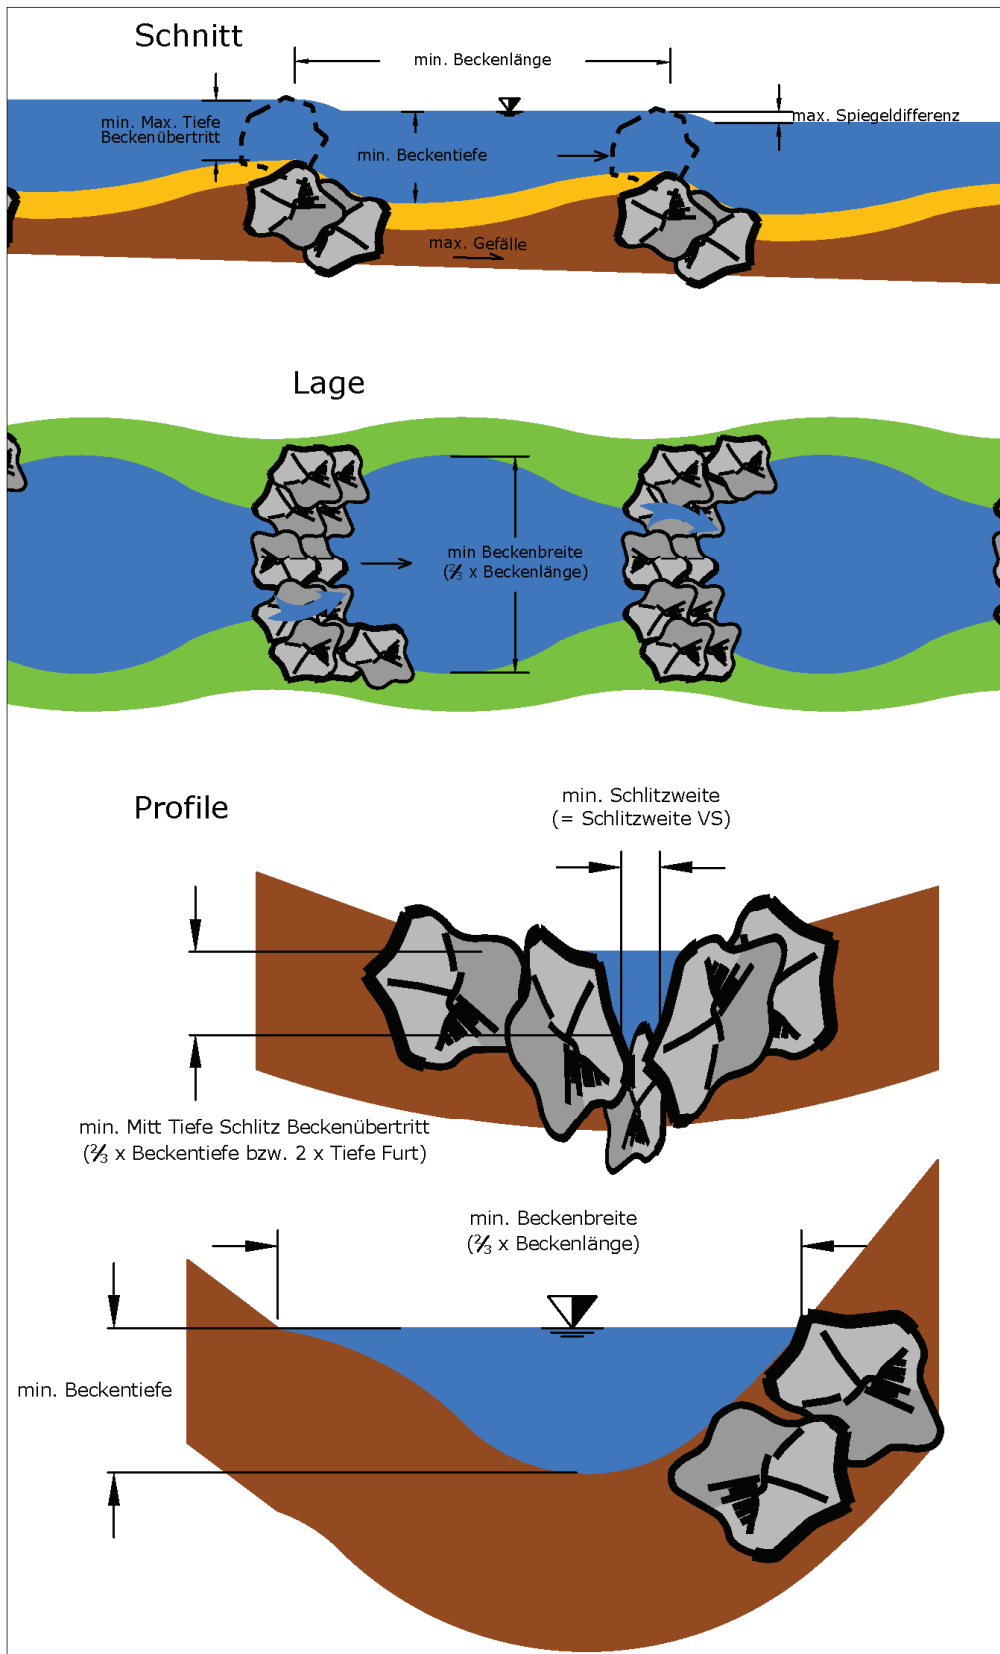 Schnitt
min. Beckenlänge
min. Max. Tiefe
Beckenübertritt
max. Spiegeldifferenz
min. Beckentiefe
max. Gefälle
Lage
min Beckenbreite
(⅔ x Beckenlänge)
Profile
min. Schlitzweite
(= Schlitzweite VS)
min. Mitt Tiefe Schlitz Beckenübertritt
(⅔ x Beckentiefe bzw. 2 x Tiefe Furt)
min. Beckenbreite
(⅔ x Beckenlänge)
min. Beckentiefe